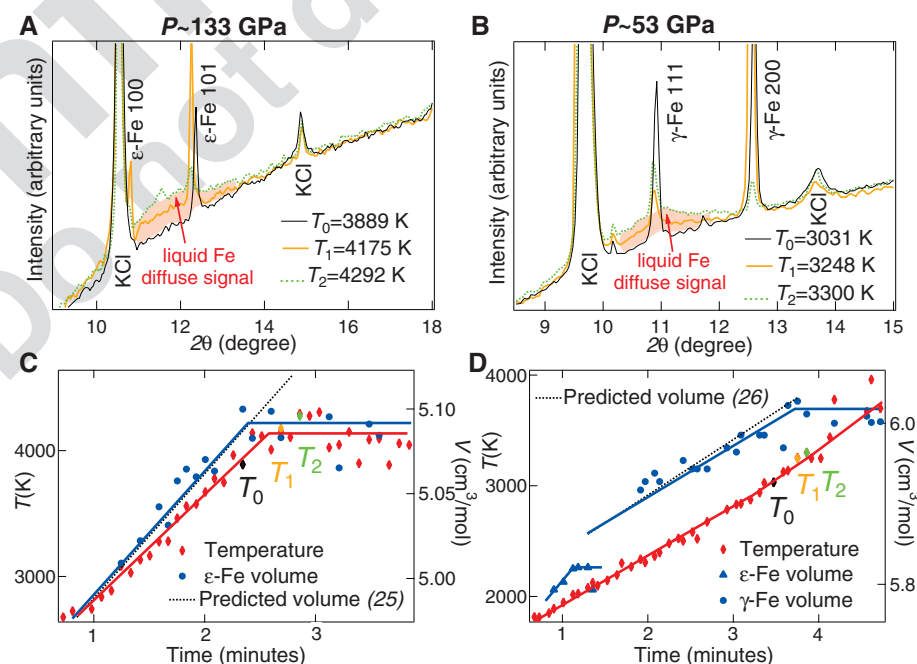 A
P~133 GPa
Intensity (arbitrary units)
KCl
ε-Fe 100
ε-Fe 101
KCl
liquid Fe
diffuse signal
T0=3889 K
T1=4175 K
T2=4292 K
10 12 14 16 18
2θ (degree)
B
P~53 GPa
Intensity (arbitrary units)
KCl
γ-Fe 111
γ-Fe 200
KCl
liquid Fe
diffuse signal
T0=3031 K
T1=3248 K
T2=3300 K
9 10 11 12 13 14 15
2θ (degree)
C
T(K)
4000
3000
5.10
5.05
5.00
V (cm3/mol)
T0
T1
T2
Temperature
ε-Fe volume
Predicted volume (25)
1 2 3
Time (minutes)
D
T(K)
4000
3000
2000
6.0
5.8
V (cm3/mol)
Predicted volume (26)
T0
T1
T2
Temperature
ε-Fe volume
γ-Fe volume
1 2 3 4
Time (minutes)